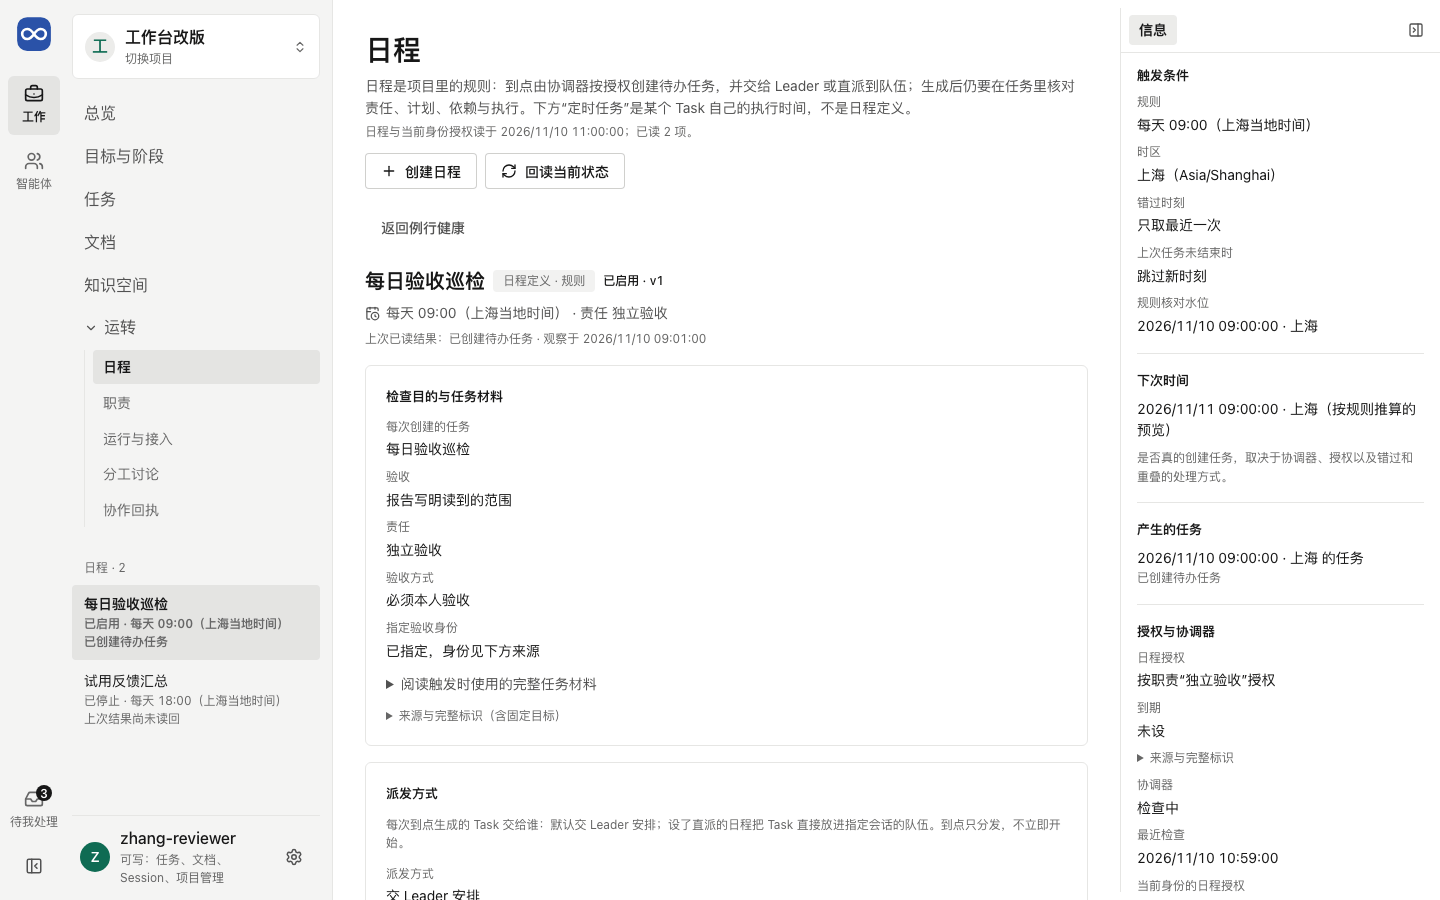 工
工作台改版
切换项目
工作
智能体
总览
目标与阶段
任务
文档
知识空间
运转
日程
职责
运行与接入
分工讨论
协作回执
日程 · 2
每日验收巡检
已启用 · 每天 09:00（上海当地时间）
已创建待办任务
试用反馈汇总
已停止 · 每天 18:00（上海当地时间）
上次结果尚未读回
3
待我处理
Z
zhang-reviewer
可写：任务、文档、
Session、项目管理
日程
日程是项目里的规则：到点由协调器按授权创建待办任务，并交给 Leader 或直派到队伍；生成后仍要在任务里核对
责任、计划、依赖与执行。下方“定时任务”是某个 Task 自己的执行时间，不是日程定义。
日程与当前身份授权读于 2026/11/10 11:00:00；已读 2 项。
创建日程
回读当前状态
返回例行健康
每日验收巡检
日程定义 · 规则
已启用 · v1
每天 09:00（上海当地时间） · 责任 独立验收
上次已读结果：已创建待办任务 · 观察于 2026/11/10 09:01:00
检查目的与任务材料
每次创建的任务
每日验收巡检
验收
报告写明读到的范围
责任
独立验收
验收方式
必须本人验收
指定验收身份
已指定，身份见下方来源
阅读触发时使用的完整任务材料
来源与完整标识（含固定目标）
派发方式
每次到点生成的 Task 交给谁：默认交 Leader 安排；设了直派的日程把 Task 直接放进指定会话的队伍。到点只分发，不立即开
始。
派发方式
交 Leader 安排
信息
触发条件
规则
每天 09:00（上海当地时间）
时区
上海（Asia/Shanghai）
错过时刻
只取最近一次
上次任务未结束时
跳过新时刻
规则核对水位
2026/11/10 09:00:00 · 上海
下次时间
2026/11/11 09:00:00 · 上海（按规则推算的
预览）
是否真的创建任务，取决于协调器、授权以及错过和
重叠的处理方式。
产生的任务
2026/11/10 09:00:00 · 上海 的任务
已创建待办任务
授权与协调器
日程授权
按职责“独立验收”授权
到期
未设
来源与完整标识
协调器
检查中
最近检查
2026/11/10 10:59:00
当前身份的日程授权